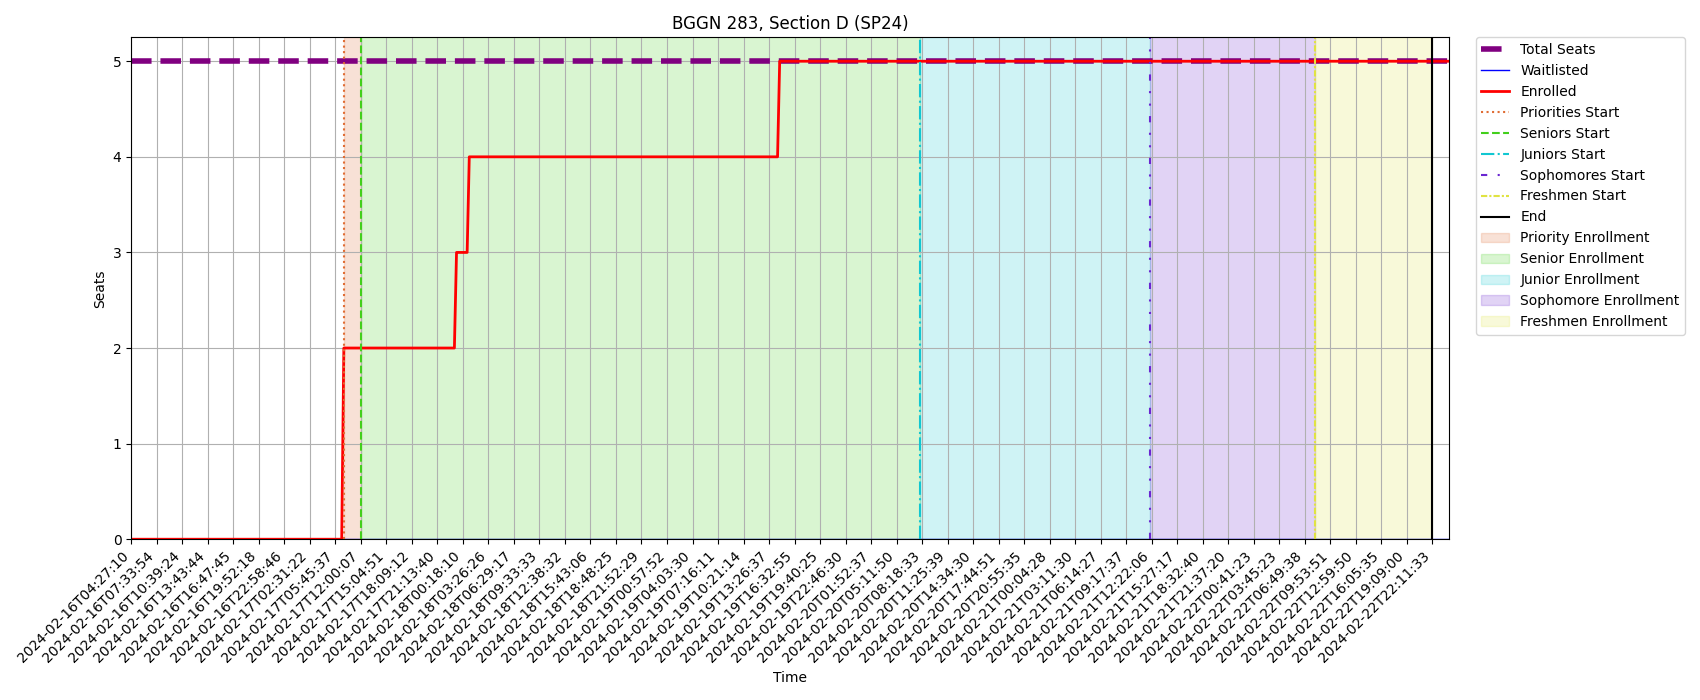 BGGN 283, Section D (SP24)
Seats
5
4
3
2
1
0
2024-02-16T04:27:10
2024-02-16T07:33:54
2024-02-16T10:39:24
2024-02-16T13:43:44
2024-02-16T16:47:45
2024-02-16T19:52:18
2024-02-16T22:58:46
2024-02-17T02:31:22
2024-02-17T05:45:37
2024-02-17T12:00:07
2024-02-17T15:04:51
2024-02-17T18:09:12
2024-02-17T21:13:40
2024-02-18T00:18:10
2024-02-18T03:26:26
2024-02-18T06:29:17
2024-02-18T09:33:33
2024-02-18T12:38:32
2024-02-18T15:43:06
2024-02-18T18:48:25
2024-02-18T21:52:29
2024-02-19T00:57:52
2024-02-19T04:03:30
2024-02-19T07:16:11
2024-02-19T10:21:14
2024-02-19T13:26:37
2024-02-19T16:32:55
2024-02-19T19:40:25
2024-02-19T22:46:30
2024-02-20T01:52:37
2024-02-20T05:11:50
2024-02-20T08:18:33
2024-02-20T11:25:39
2024-02-20T14:34:30
2024-02-20T17:44:51
2024-02-20T20:55:35
2024-02-21T00:04:28
2024-02-21T03:11:30
2024-02-21T06:14:27
2024-02-21T09:17:37
2024-02-21T12:22:06
2024-02-21T15:27:17
2024-02-21T18:32:40
2024-02-21T21:37:20
2024-02-22T00:41:23
2024-02-22T03:45:23
2024-02-22T06:49:38
2024-02-22T09:53:51
2024-02-22T12:59:50
2024-02-22T16:05:35
2024-02-22T19:09:00
2024-02-22T22:11:33
Time
Total Seats
Waitlisted
Enrolled
Priorities Start
Seniors Start
Juniors Start
Sophomores Start
Freshmen Start
End
Priority Enrollment
Senior Enrollment
Junior Enrollment
Sophomore Enrollment
Freshmen Enrollment